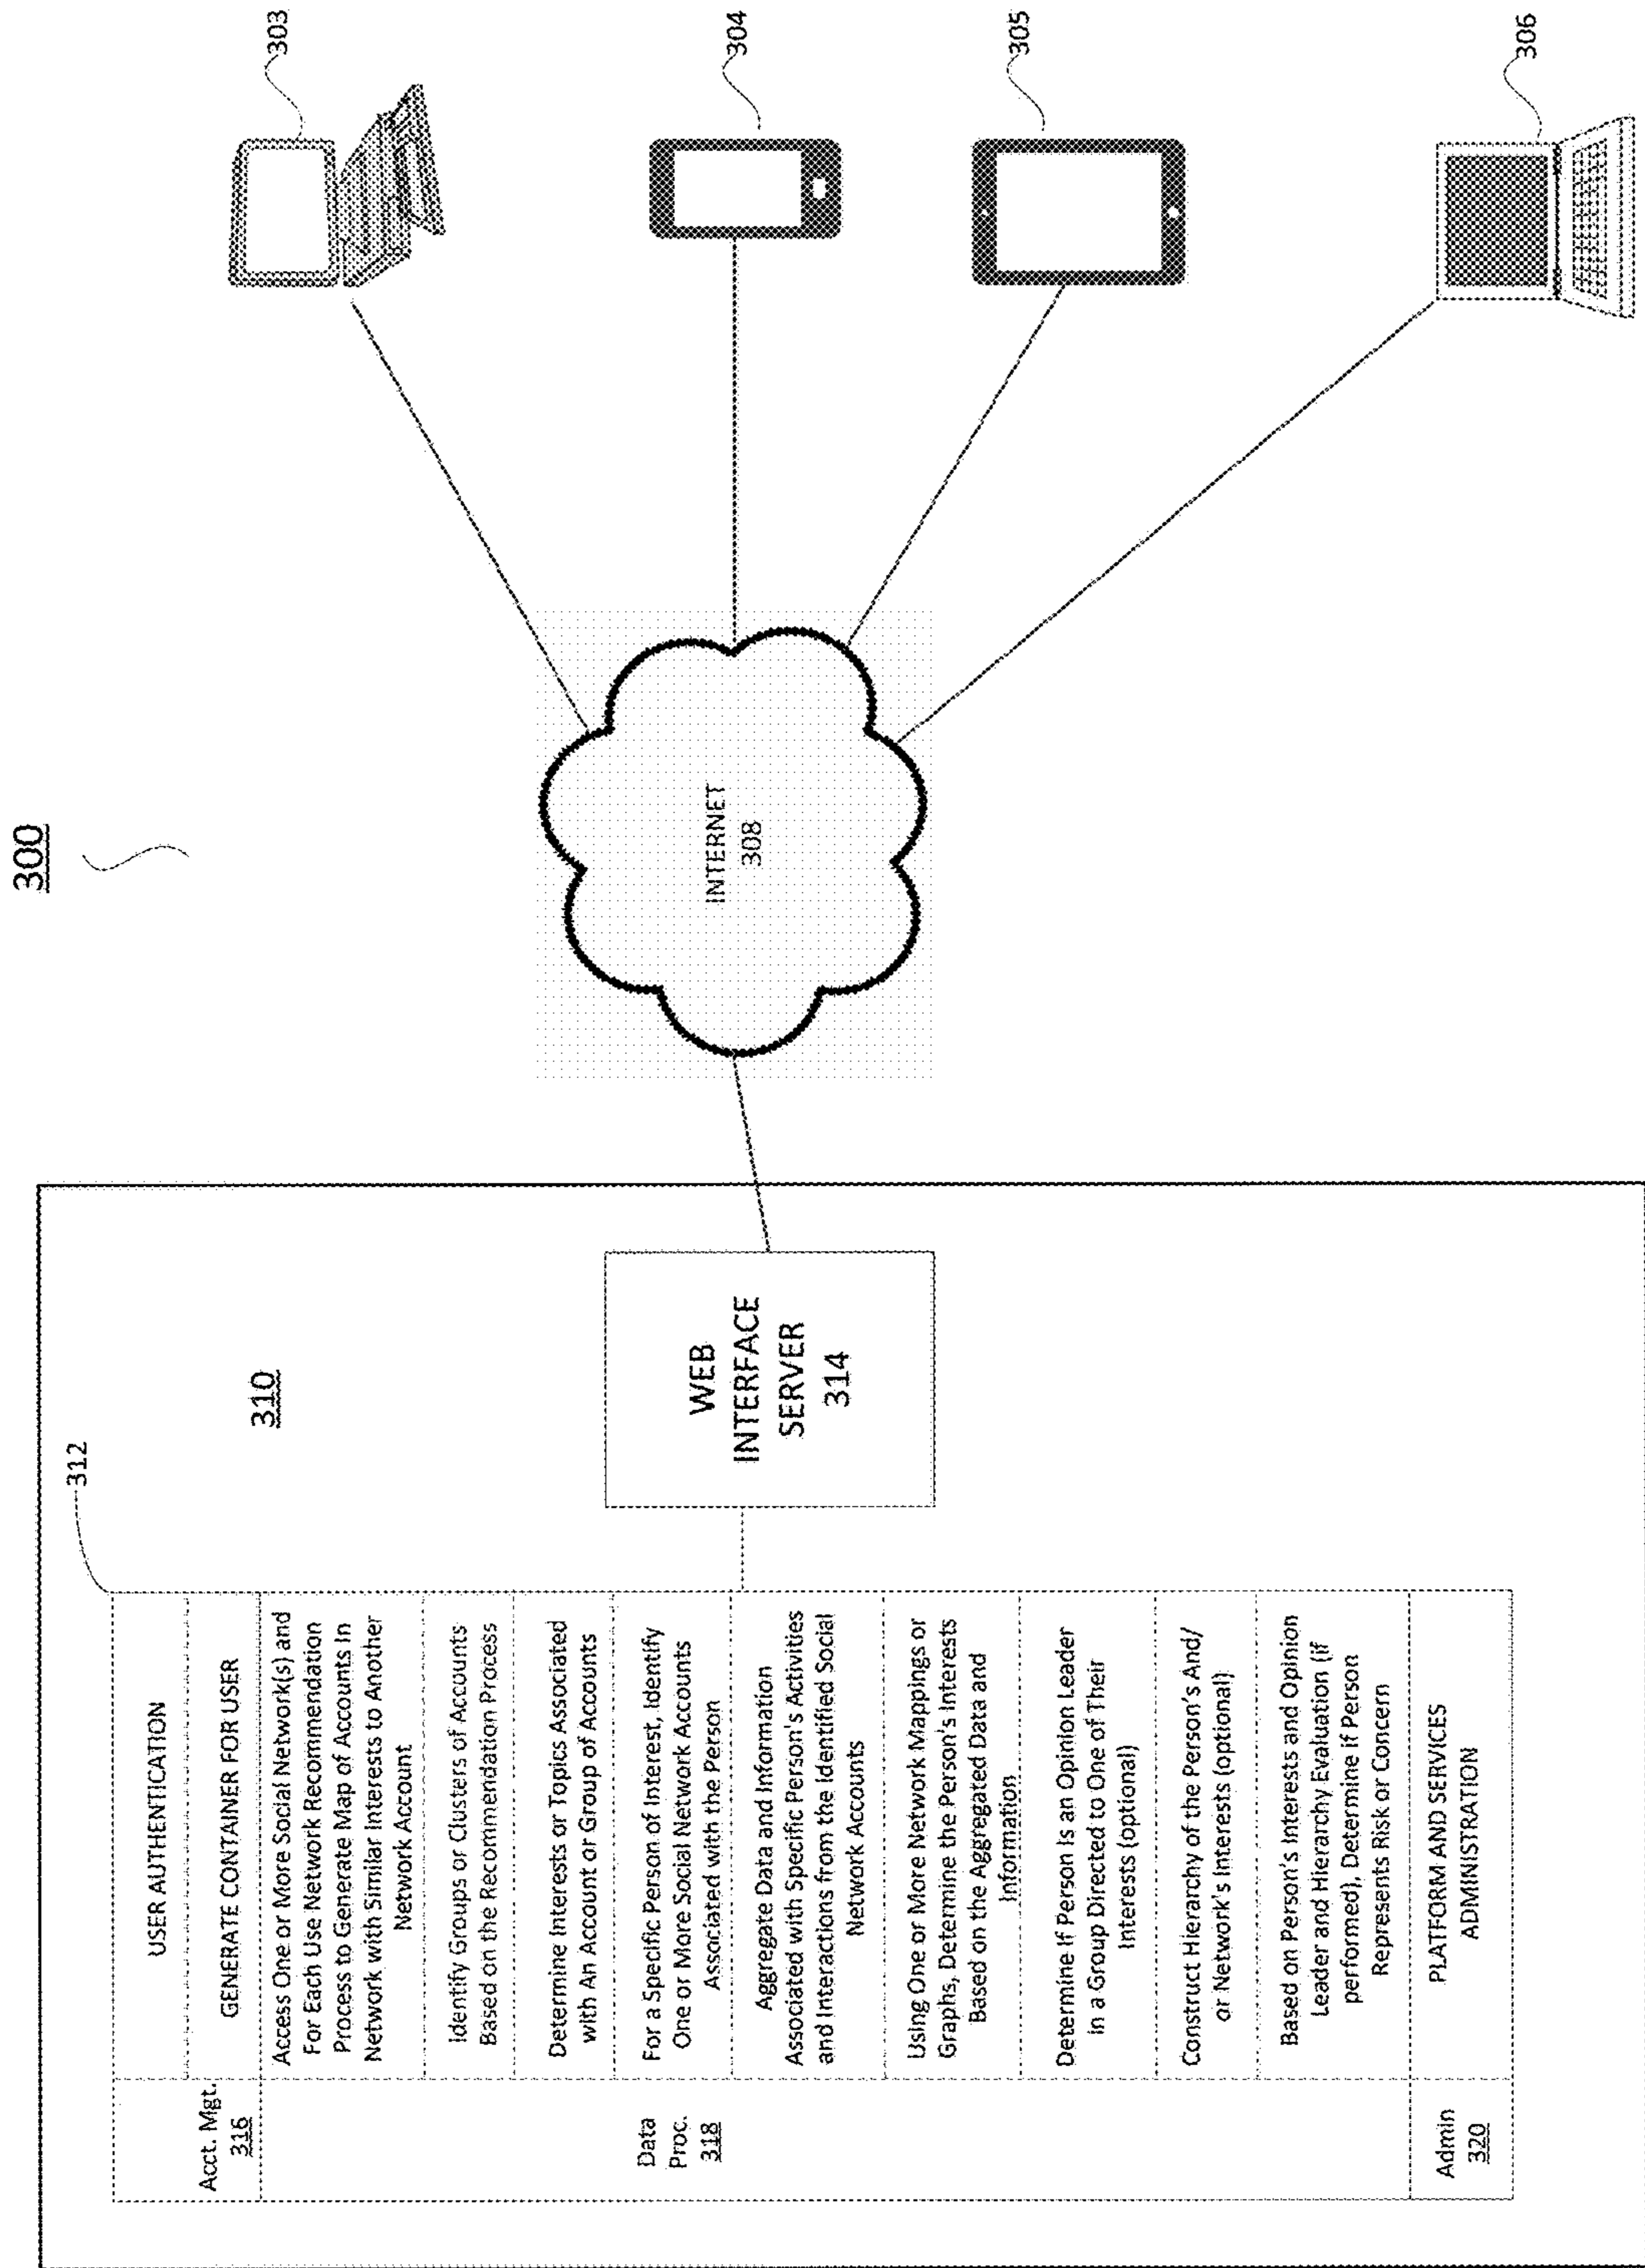 300
312
310
Acct. Mgt.
316
USER AUTHENTICATION
GENERATE CONTAINER FOR USER
Data
Proc.
318
Access One or More Social Network(s) and
For Each Use Network Recommendation
Process to Generate Map of Accounts In
Network with Similar Interests to Another
Network Account
Identify Groups or Clusters of Accounts
Based on the Recommendation Process
Determine Interests or Topics Associated
with An Account or Group of Accounts
For a Specific Person of Interest, Identify
One or More Social Network Accounts
Associated with the Person
Aggregate Data and Information
Associated with Specific Person's Activities
and Interactions from the Identified Social
Network Accounts
Using One or More Network Mappings or
Graphs, Determine the Person's Interests
Based on the Aggregated Data and
Information
Determine If Person Is an Opinion Leader
in a Group Directed to One of Their
Interests (optional)
Construct Hierarchy of the Person's And/
or Network's Interests (optional)
Based on Person's Interests and Opinion
Leader and Hierarchy Evaluation (if
performed), Determine if Person
Represents Risk or Concern
Admin
320
PLATFORM AND SERVICES
ADMINISTRATION
WEB
INTERFACE
SERVER
314
INTERNET
308
303
304
305
306